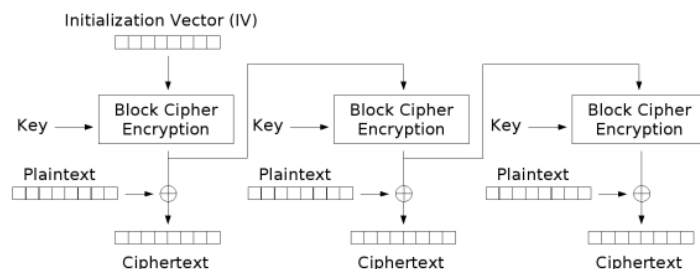 Initialization Vector (IV)
Block Cipher
Encryption
Block Cipher
Encryption
Block Cipher
Encryption
Key
Key
Key
Plaintext
Plaintext
Plaintext
Ciphertext
Ciphertext
Ciphertext